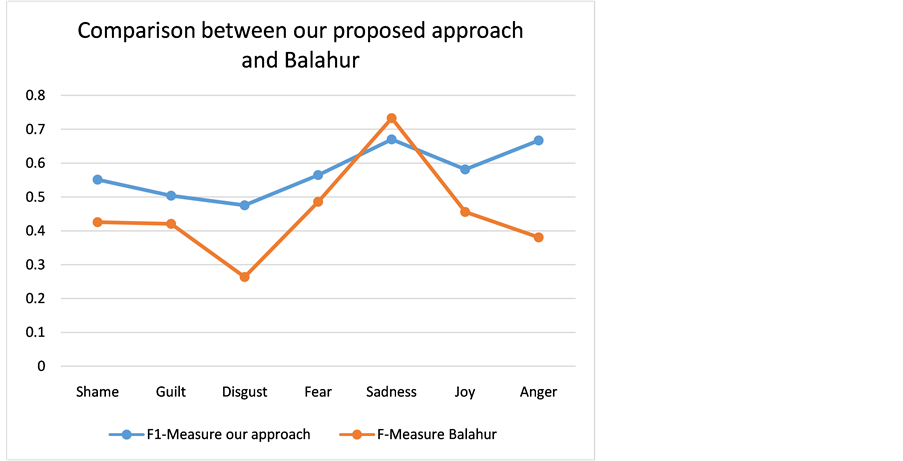 Comparison between our proposed approach
and Balahur
0.8
0.7
0.6
0.5
0.4
0.3
0.2
0.1
0
Shame Guilt Disgust Fear Sadness Joy Anger
F1-Measure our approach F-Measure Balahur